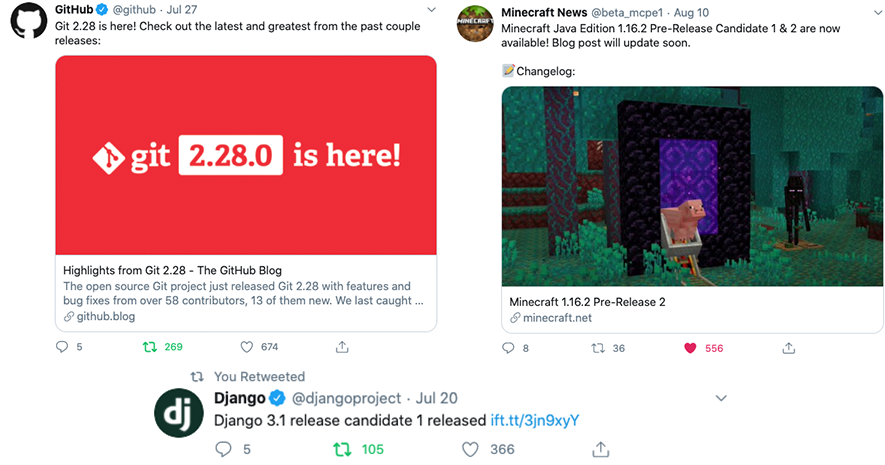 GitHub @github · Jul 27
Git 2.28 is here! Check out the latest and greatest from the past couple
releases:
git 2.28.0 is here!
Highlights from Git 2.28 - The GitHub Blog
The open source Git project just released Git 2.28 with features and
bug fixes from over 58 contributors, 13 of them new. We last caught ...
github.blog
5 269 674
MINECRAFT
Minecraft News @beta_mcpe1 · Aug 10
Minecraft Java Edition 1.16.2 Pre-Release Candidate 1 & 2 are now
available! Blog post will update soon.
📝Changelog:
Minecraft 1.16.2 Pre-Release 2
minecraft.net
8 36 556
You Retweeted
dj
Django @djangoproject · Jul 20
Django 3.1 release candidate 1 released ift.tt/3jn9xyY
5 105 366